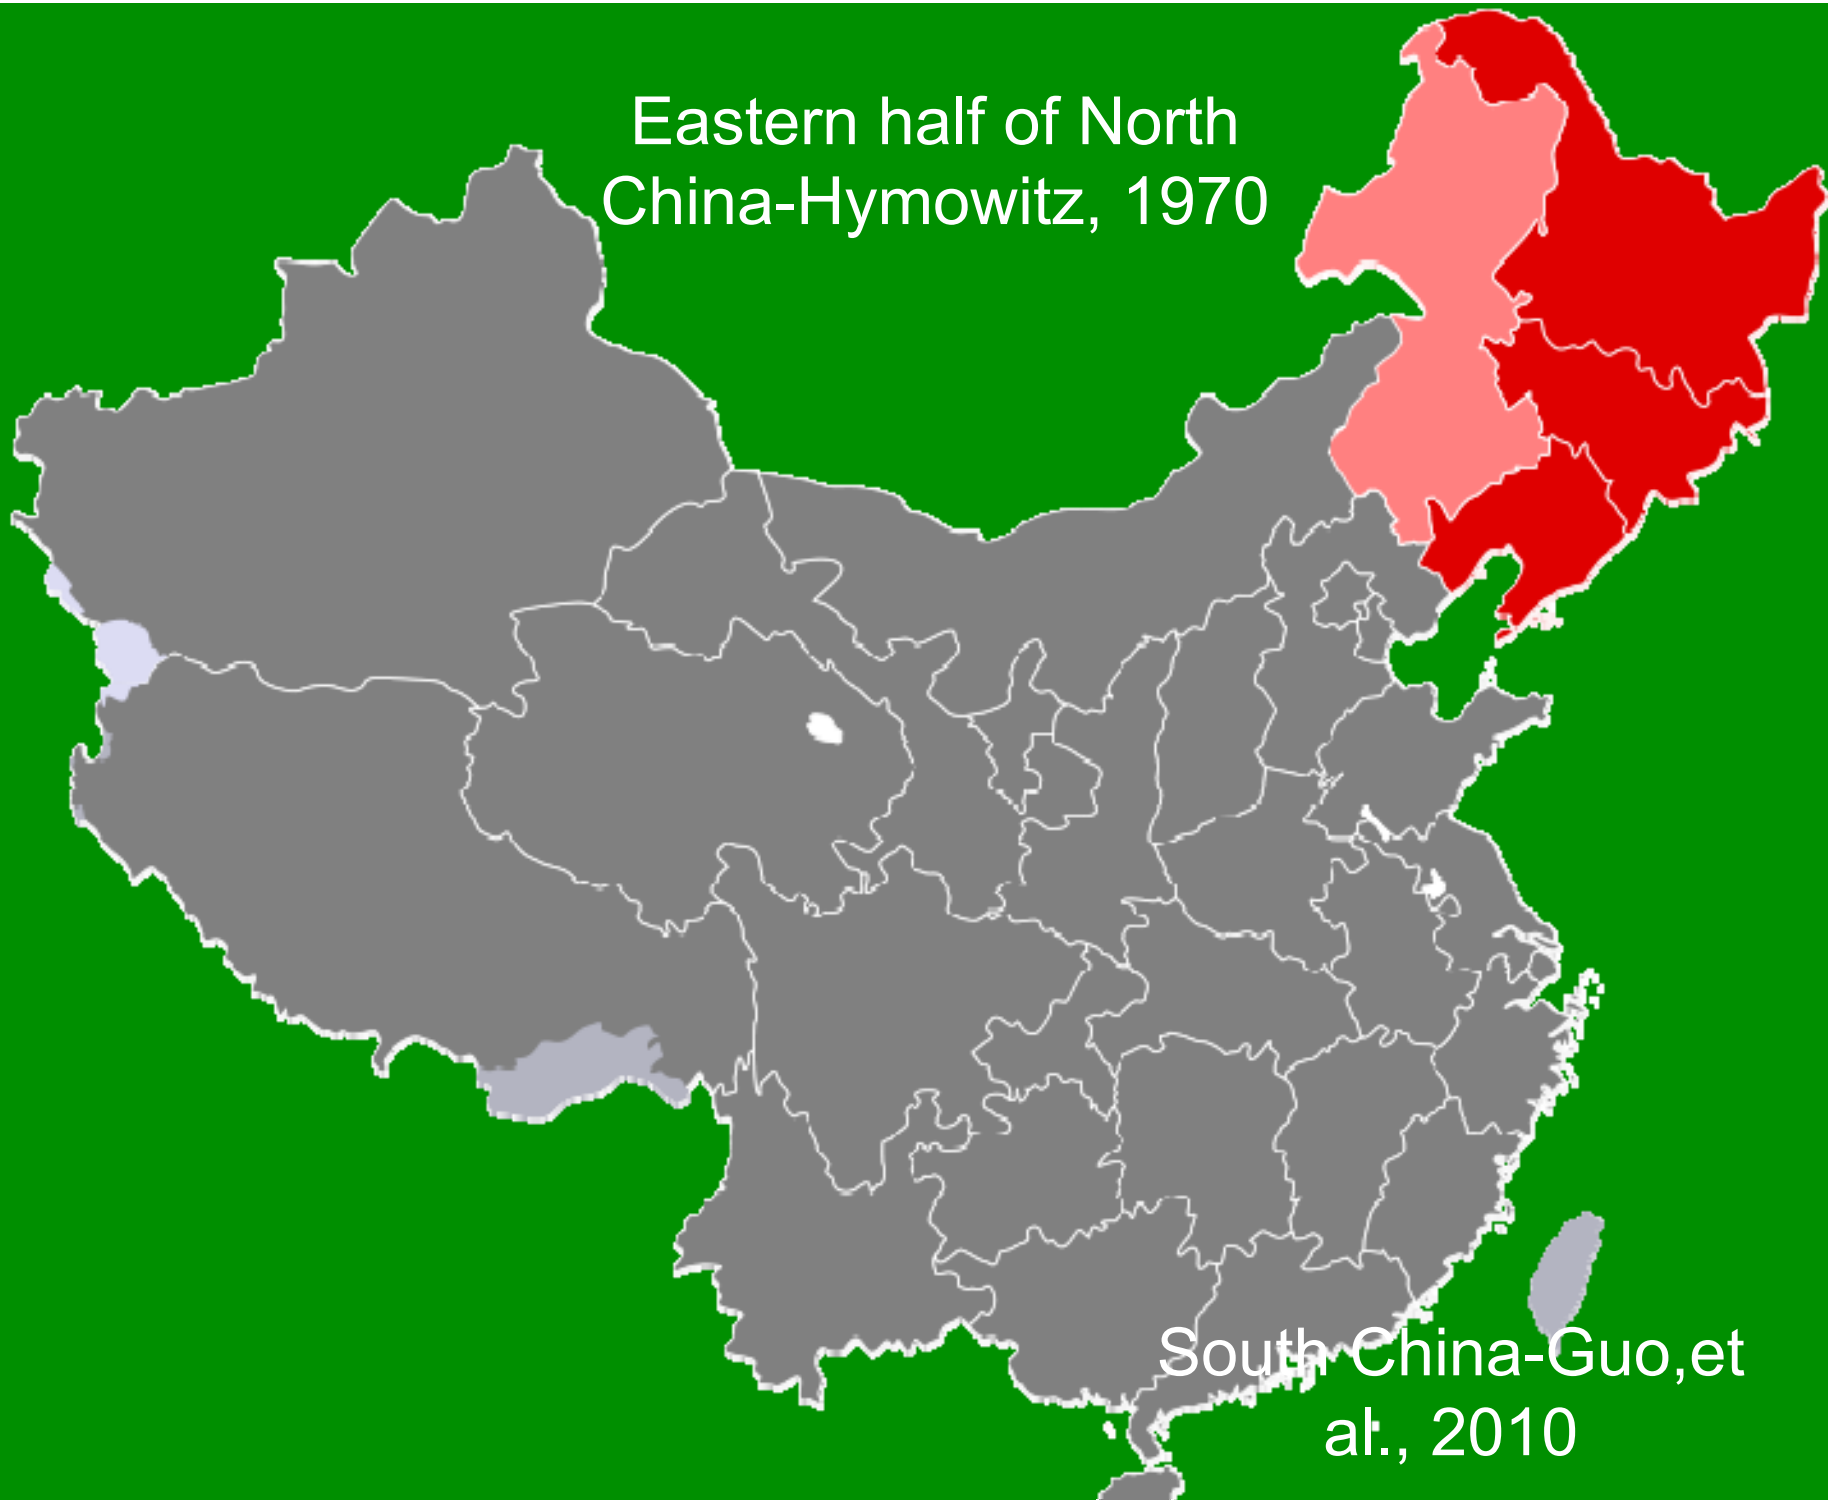 Eastern half of North
China-Hymowitz, 1970
South China-Guo,et
al., 2010